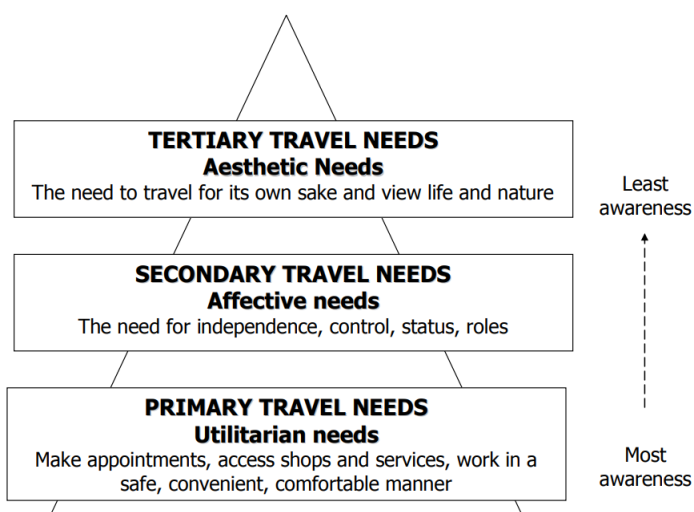 TERTIARY TRAVEL NEEDS
Aesthetic Needs
The need to travel for its own sake and view life and nature
Least
awareness
SECONDARY TRAVEL NEEDS
Affective needs
The need for independence, control, status, roles
PRIMARY TRAVEL NEEDS
Utilitarian needs
Make appointments, access shops and services, work in a
safe, convenient, comfortable manner
Most
awareness